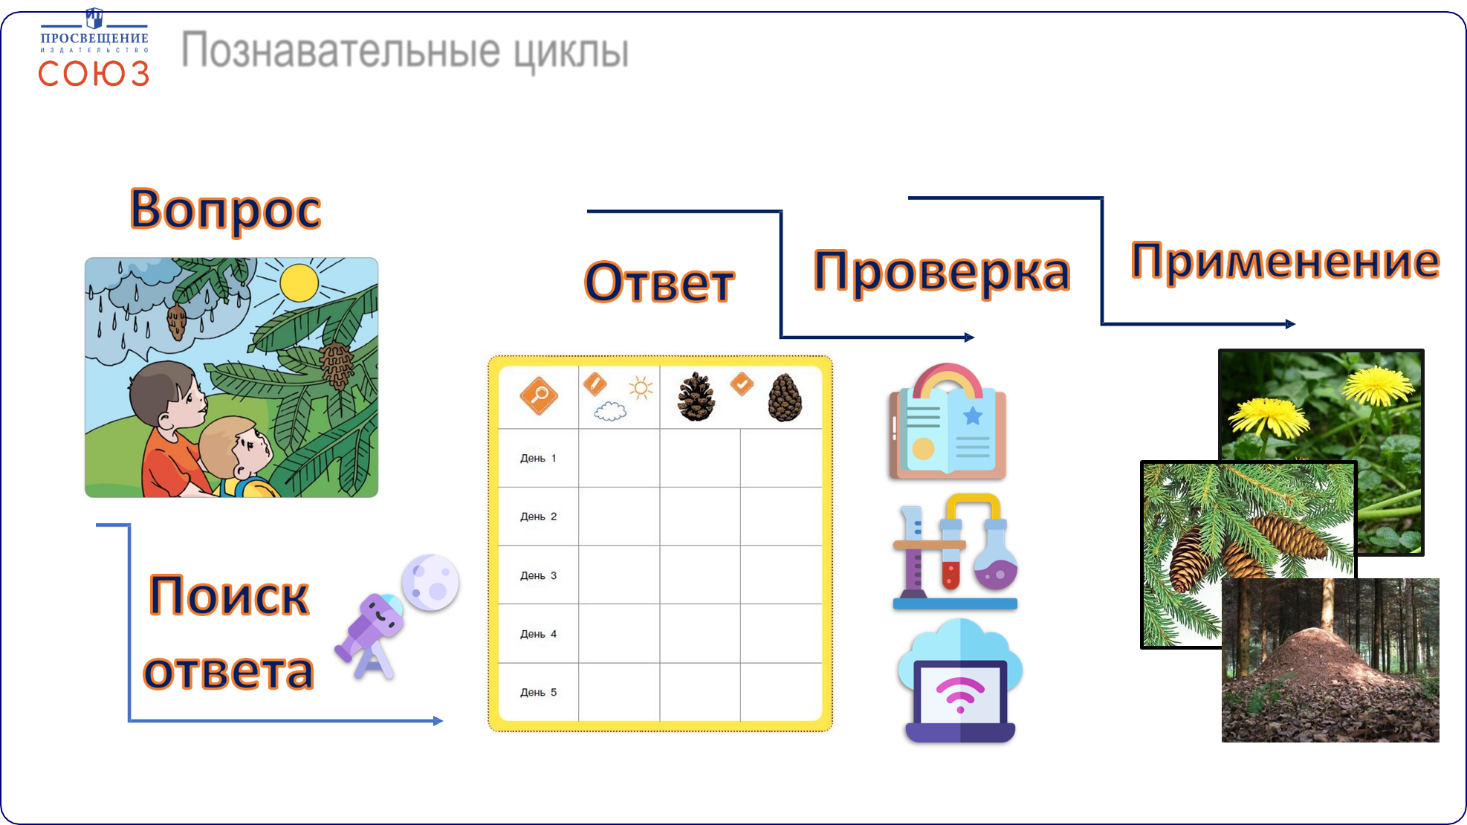 ПРОСВЕЩЕНИЕ
ИЗДАТЕЛЬСТВО
СОЮЗ
Познавательные циклы
Вопрос
Поиск
ответа
Ответ
Проверка
Применение
День 1
День 2
День 3
День 4
День 5